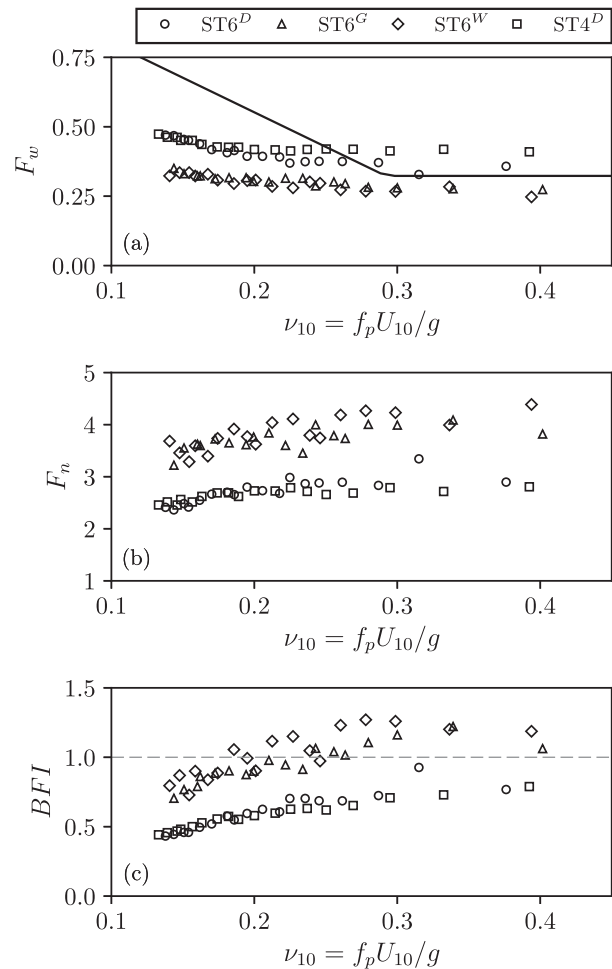 ST6^D ST6^G ST6^W ST4^D
0.75
0.50
0.25
0.00
F_w
(a)
0.1 0.2 0.3 0.4
ν_10 = f_p U_10/g
5
4
3
2
1
F_n
(b)
0.1 0.2 0.3 0.4
ν_10 = f_p U_10/g
1.5
1.0
0.5
0.0
BFI
(c)
0.1 0.2 0.3 0.4
ν_10 = f_p U_10/g